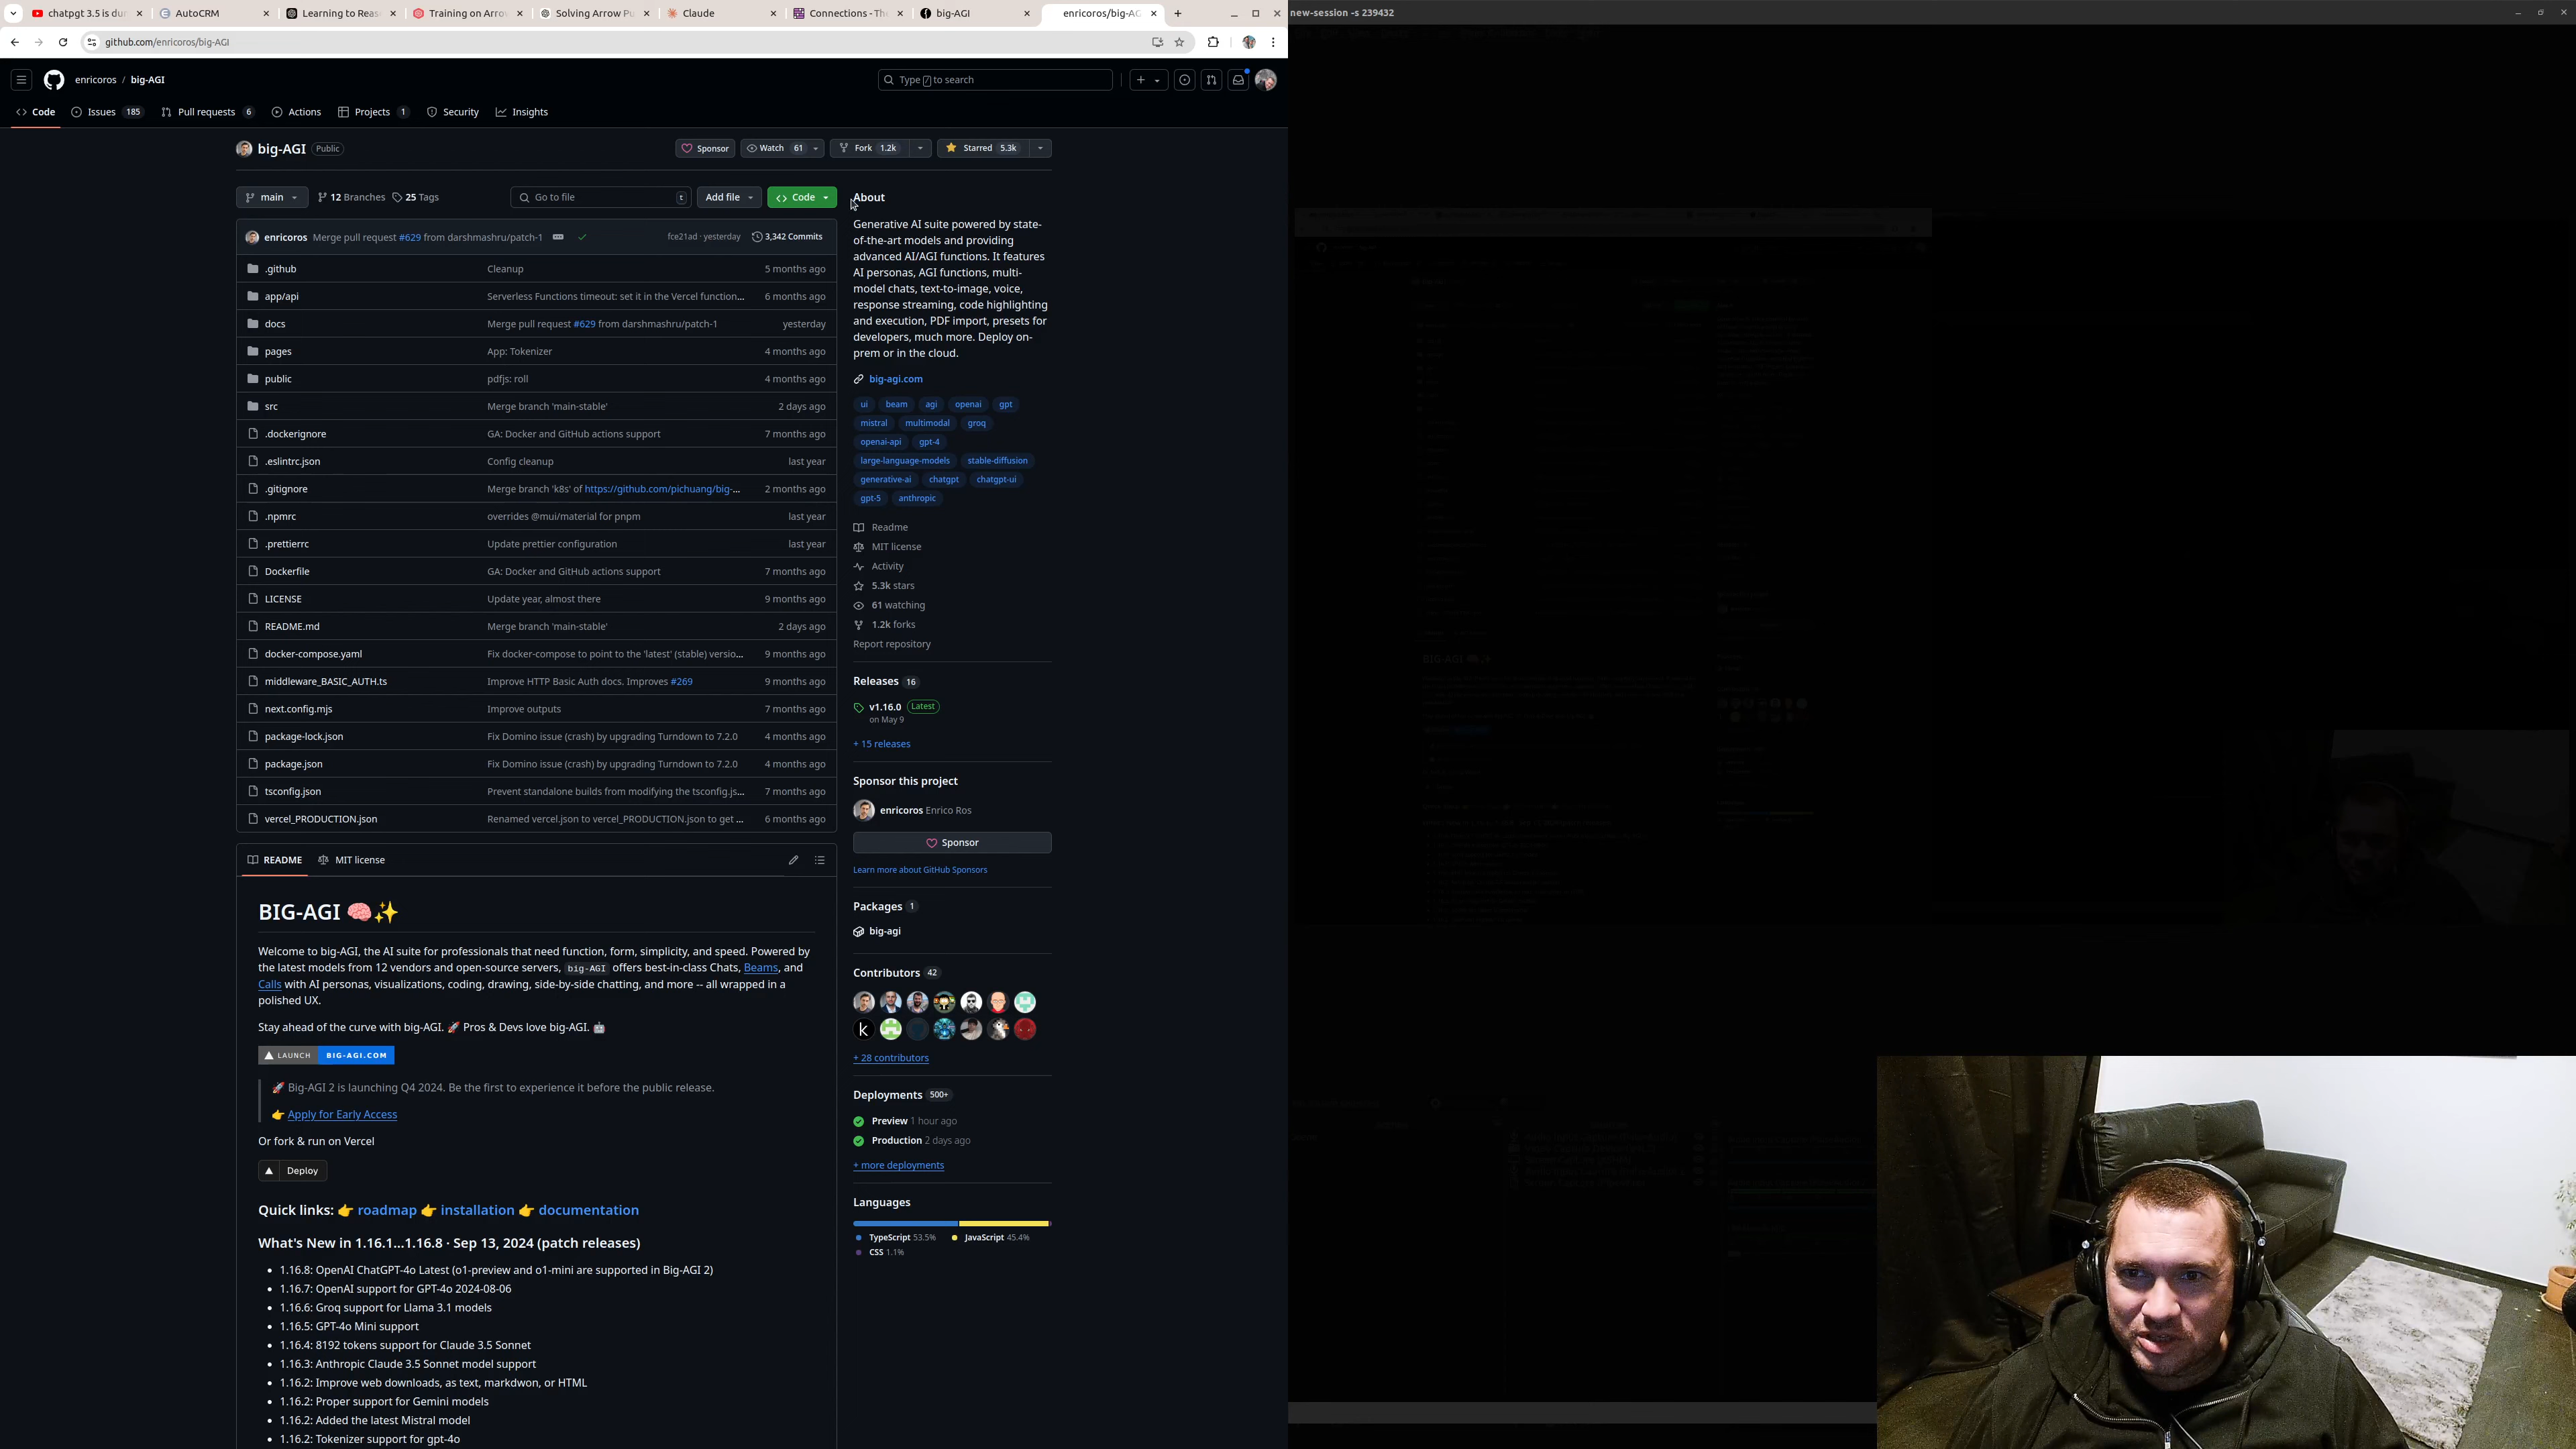 chatpgt 3.5 is dur
AutoCRM
Learning to Reas
Training on Arrow
Solving Arrow Pu
Claude
Connections - The
big-AGI
enricoros/big-AG
new-session -s 239432
github.com/enricoros/big-AGI
enricoros / big-AGI
Type / to search
Code
Issues 185
Pull requests 6
Actions
Projects 1
Security
Insights
big-AGI Public
Sponsor
Watch 61
Fork 1.2k
Starred 5.3k
main
12 Branches
25 Tags
Go to file t
Add file
Code
enricoros Merge pull request #629 from darshmashru/patch-1 fce21ad · yesterday 3,342 Commits
.github Cleanup 5 months ago
app/api Serverless Functions timeout: set it in the Vercel function... 6 months ago
docs Merge pull request #629 from darshmashru/patch-1 yesterday
pages App: Tokenizer 4 months ago
public pdfjs: roll 4 months ago
src Merge branch 'main-stable' 2 days ago
.dockerignore GA: Docker and GitHub actions support 7 months ago
.eslintrc.json Config cleanup last year
.gitignore Merge branch 'k8s' of https://github.com/pichuang/big-... 2 months ago
.npmrc overrides @mui/material for pnpm last year
.prettierrc Update prettier configuration last year
Dockerfile GA: Docker and GitHub actions support 7 months ago
LICENSE Update year, almost there 9 months ago
README.md Merge branch 'main-stable' 2 days ago
docker-compose.yaml Fix docker-compose to point to the 'latest' (stable) versio... 9 months ago
middleware_BASIC_AUTH.ts Improve HTTP Basic Auth docs. Improves #269 9 months ago
next.config.mjs Improve outputs 7 months ago
package-lock.json Fix Domino issue (crash) by upgrading Turndown to 7.2.0 4 months ago
package.json Fix Domino issue (crash) by upgrading Turndown to 7.2.0 4 months ago
tsconfig.json Prevent standalone builds from modifying the tsconfig.js... 7 months ago
vercel_PRODUCTION.json Renamed vercel.json to vercel_PRODUCTION.json to get ... 6 months ago
README
MIT license
BIG-AGI 🧠✨
Welcome to big-AGI, the AI suite for professionals that need function, form, simplicity, and speed. Powered by
the latest models from 12 vendors and open-source servers, big-AGI offers best-in-class Chats, Beams, and
Calls with AI personas, visualizations, coding, drawing, side-by-side chatting, and more -- all wrapped in a
polished UX.
Stay ahead of the curve with big-AGI. 🚀 Pros & Devs love big-AGI. 🤖
LAUNCH BIG-AGI.COM
🚀 Big-AGI 2 is launching Q4 2024. Be the first to experience it before the public release.
👉 Apply for Early Access
Or fork & run on Vercel
Deploy
Quick links: 👉 roadmap 👉 installation 👉 documentation
What's New in 1.16.1...1.16.8 · Sep 13, 2024 (patch releases)
• 1.16.8: OpenAI ChatGPT-4o Latest (o1-preview and o1-mini are supported in Big-AGI 2)
• 1.16.7: OpenAI support for GPT-4o 2024-08-06
• 1.16.6: Groq support for Llama 3.1 models
• 1.16.5: GPT-4o Mini support
• 1.16.4: 8192 tokens support for Claude 3.5 Sonnet
• 1.16.3: Anthropic Claude 3.5 Sonnet model support
• 1.16.2: Improve web downloads, as text, markdwon, or HTML
• 1.16.2: Proper support for Gemini models
• 1.16.2: Added the latest Mistral model
• 1.16.2: Tokenizer support for gpt-4o
About
Generative AI suite powered by state-
of-the-art models and providing
advanced AI/AGI functions. It features
AI personas, AGI functions, multi-
model chats, text-to-image, voice,
response streaming, code highlighting
and execution, PDF import, presets for
developers, much more. Deploy on-
prem or in the cloud.
big-agi.com
ui beam agi openai gpt
mistral multimodal groq
openai-api gpt-4
large-language-models stable-diffusion
generative-ai chatgpt chatgpt-ui
gpt-5 anthropic
Readme
MIT license
Activity
5.3k stars
61 watching
1.2k forks
Report repository
Releases 16
v1.16.0 Latest
on May 9
+ 15 releases
Sponsor this project
enricoros Enrico Ros
Sponsor
Learn more about GitHub Sponsors
Packages 1
big-agi
Contributors 42
+ 28 contributors
Deployments 500+
Preview 1 hour ago
Production 2 days ago
+ more deployments
Languages
TypeScript 53.5% JavaScript 45.4%
CSS 1.1%